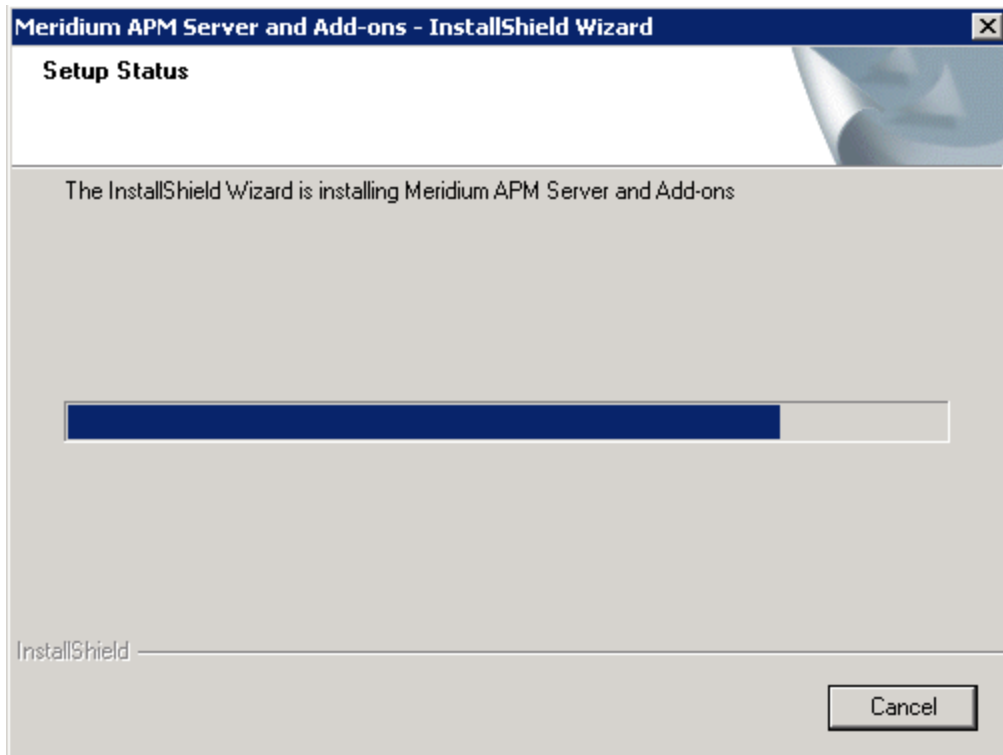 Meridium APM Server and Add-ons - InstallShield Wizard
Setup Status
The InstallShield Wizard is installing Meridium APM Server and Add-ons
InstallShield
Cancel